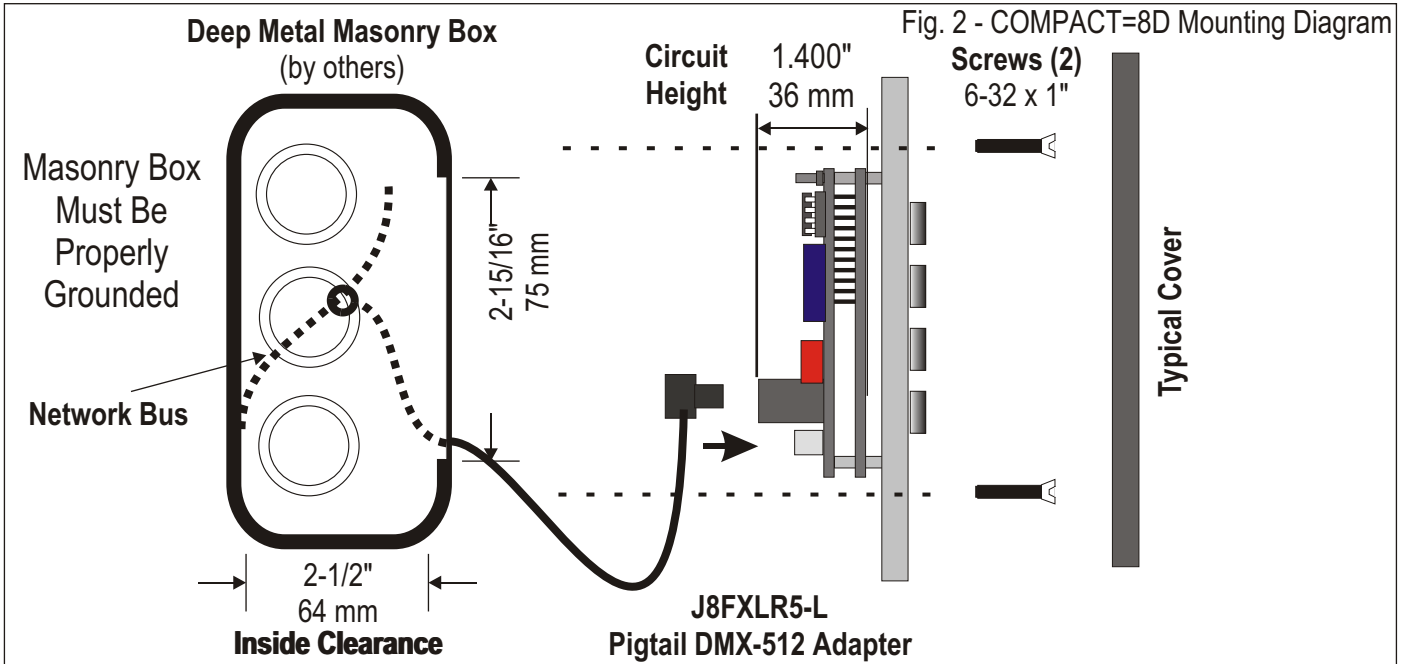 Fig. 2 - COMPACT=8D Mounting Diagram
Deep Metal Masonry Box
(by others)
Circuit
Height
1.400"
36 mm
Screws (2)
6-32 x 1"
Masonry Box
Must Be
Properly
Grounded
2-15/16"
75 mm
Network Bus
Typical Cover
2-1/2"
64 mm
Inside Clearance
J8FXLR5-L
Pigtail DMX-512 Adapter